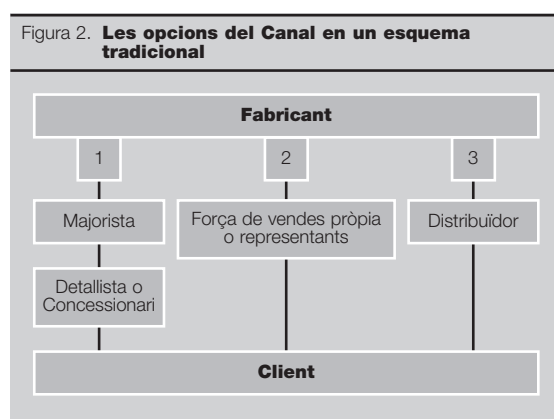 Figura 2. Les opcions del Canal en un esquema
tradicional
Fabricant
1
2
3
Majorista
Força de vendes pròpia
o representants
Distribuïdor
Detallista o
Concessionari
Client